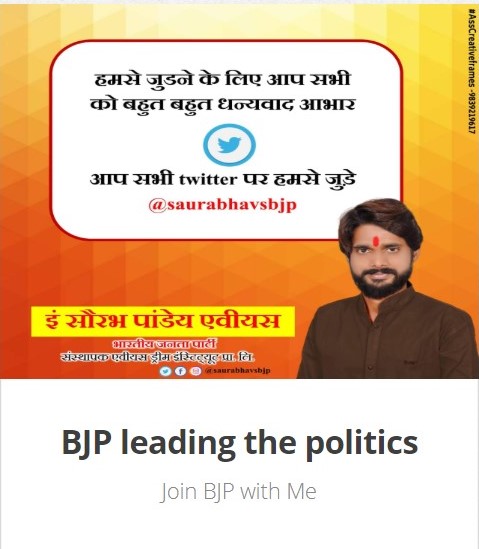 #AssCreativeframes -9839219617
हमसे जुडने के लिए आप सभी
को बहुत बहुत धन्यवाद आभार
आप सभी twitter पर हमसे जुड़े
@saurabhavsbjp
इं सौरभ पांडेय एवीयस
भारतीय जनता पार्टी
संस्थापक एवीयस ड्रीम इंस्टिट्यूट प्रा. लि.
@saurabhavsbjp
BJP leading the politics
Join BJP with Me